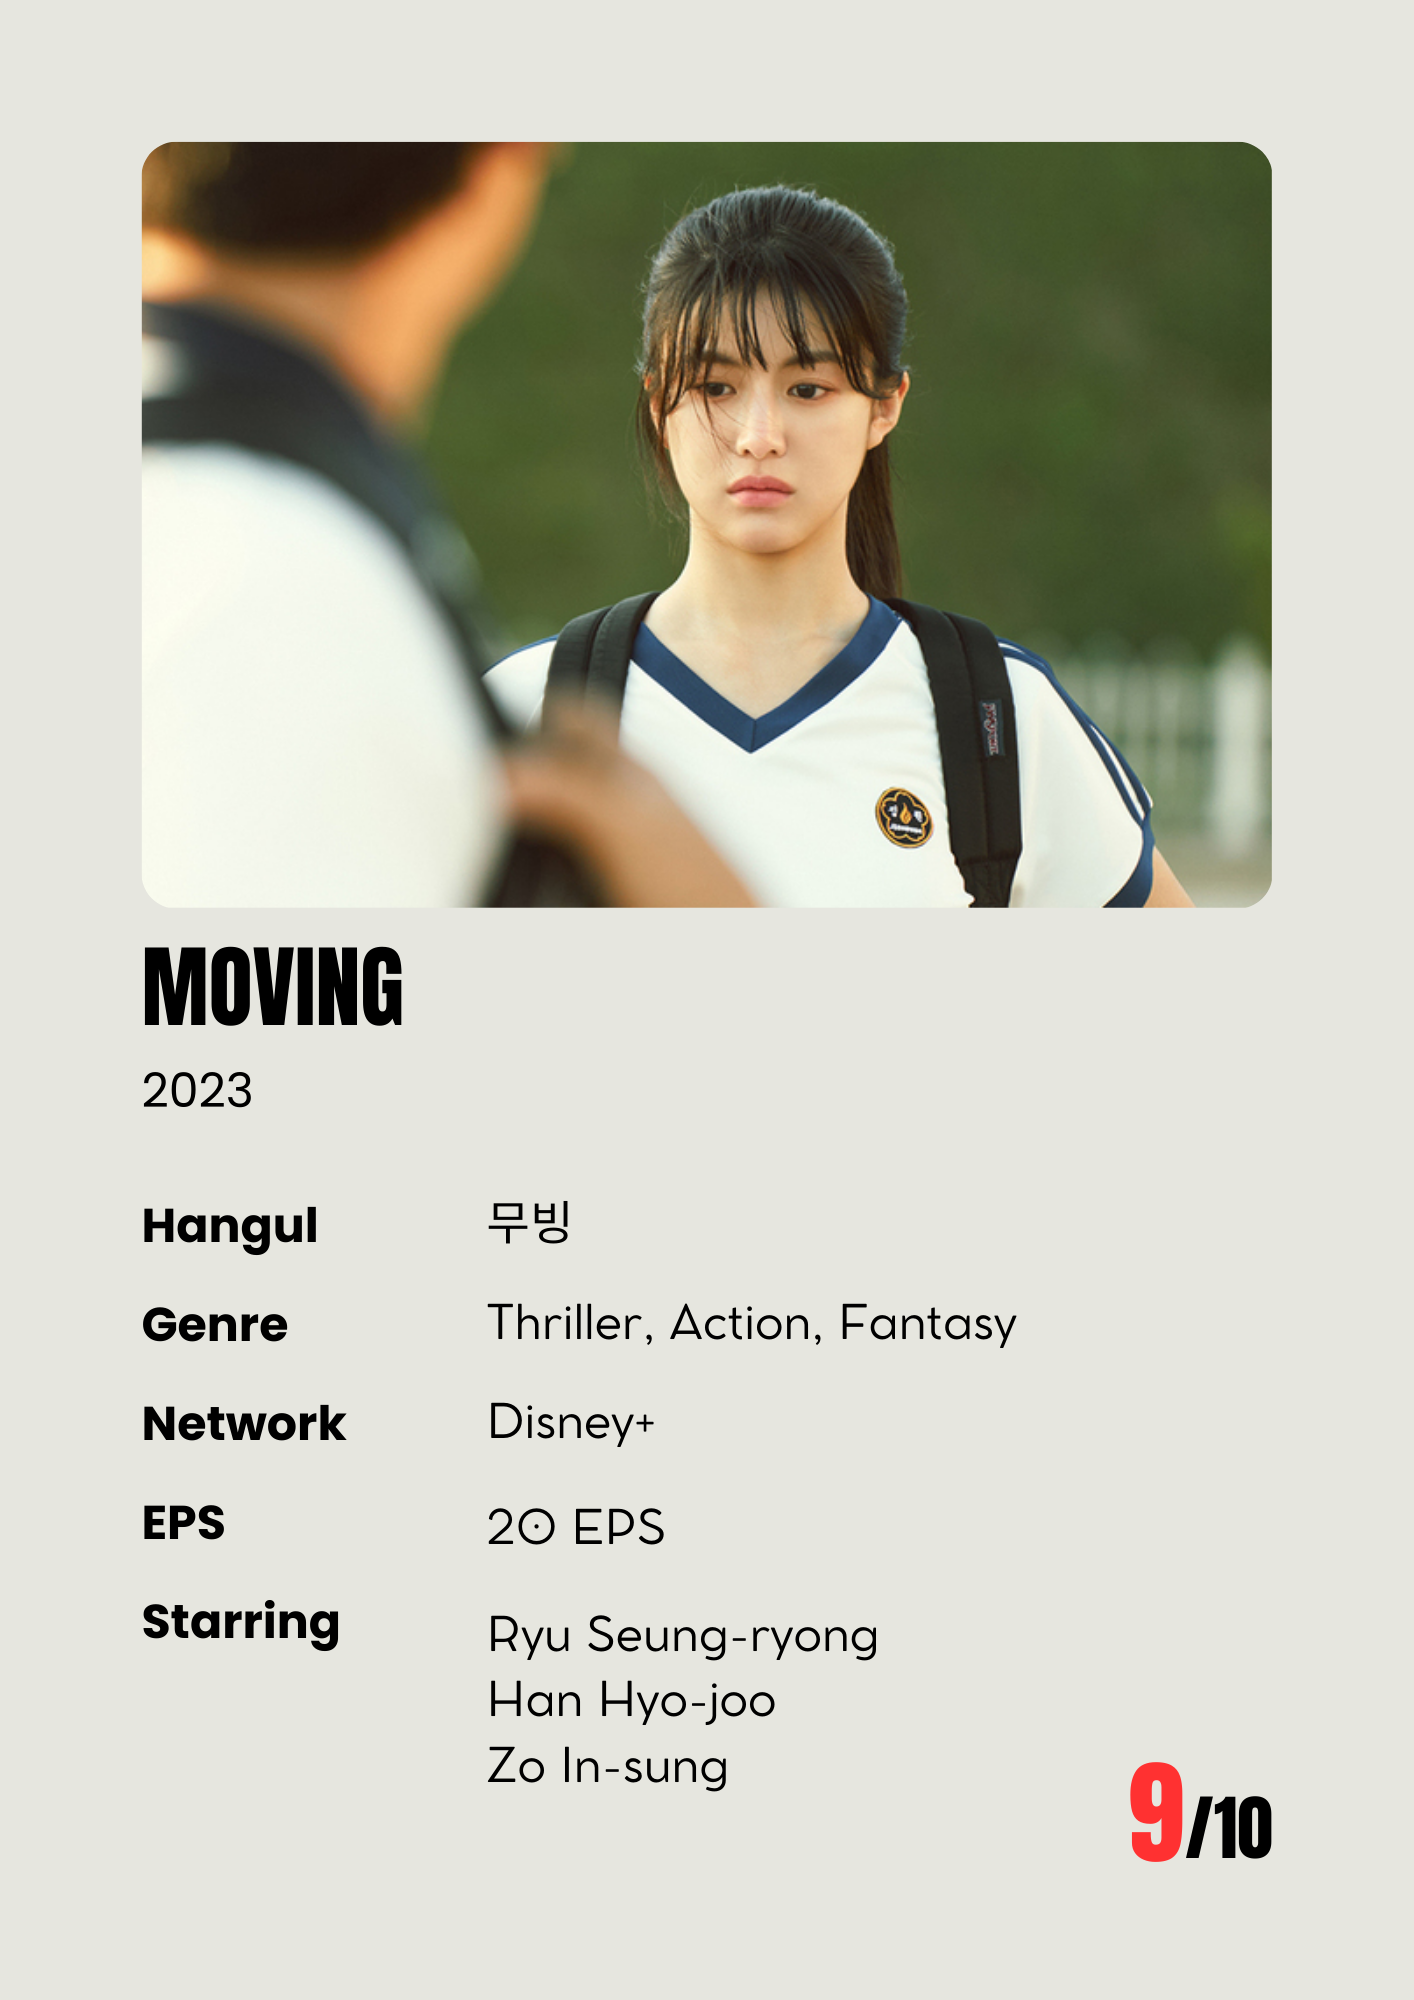 MOVING
2023
Hangul 무빙
Genre Thriller, Action, Fantasy
Network Disney+
EPS 20 EPS
Starring Ryu Seung-ryong
Han Hyo-joo
Zo In-sung
9/10